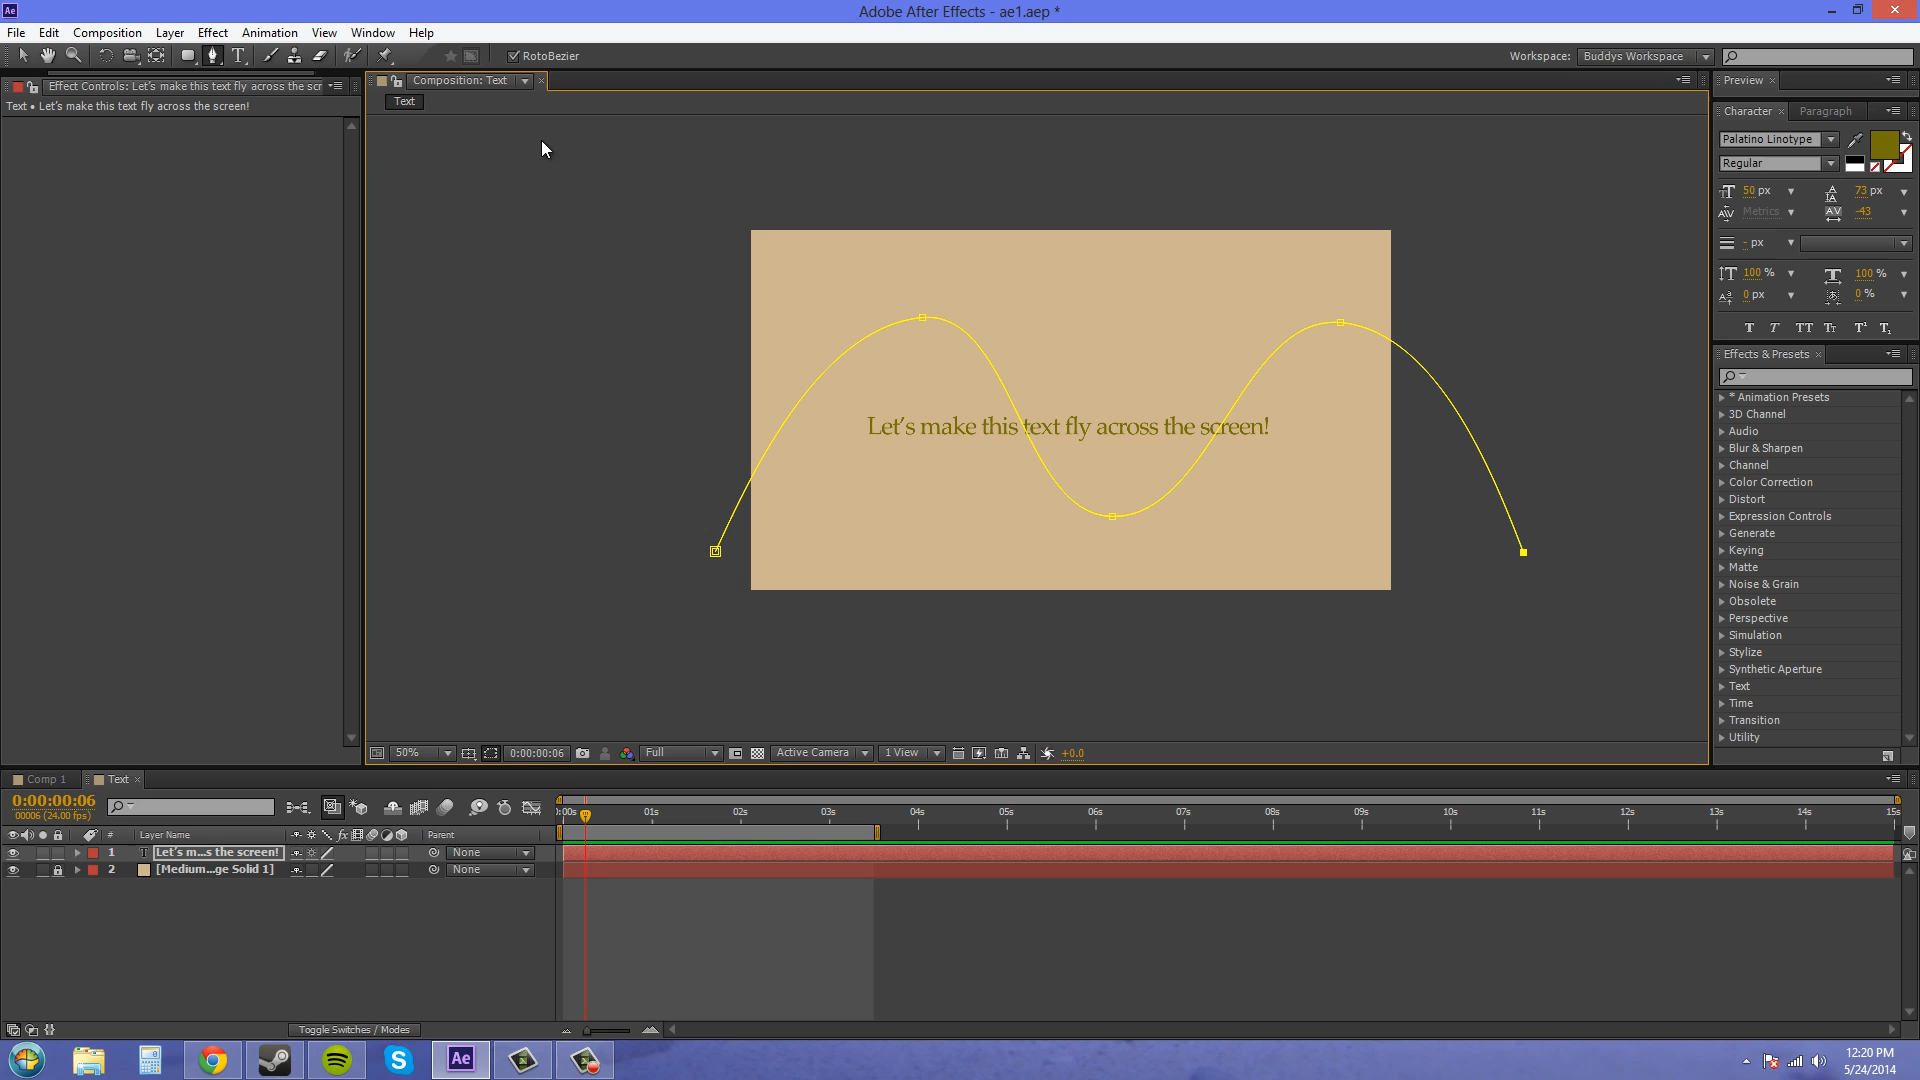 Ae
Adobe After Effects - ae1.aep *
File Edit Composition Layer Effect Animation View Window Help
RotoBezier
Workspace: Buddys Workspace
Effect Controls: Let's make this text fly across the scr
Composition: Text
Preview
Text • Let's make this text fly across the screen!
Text
Character Paragraph
Palatino Linotype
Regular
50 px 73 px
Metrics -43
- px
100 % 100 %
0 px 0 %
T T TT Tт T¹ T₁
Effects & Presets
* Animation Presets
3D Channel
Audio
Blur & Sharpen
Channel
Color Correction
Distort
Expression Controls
Generate
Keying
Matte
Noise & Grain
Obsolete
Perspective
Simulation
Stylize
Synthetic Aperture
Text
Time
Transition
Utility
Let's make this text fly across the screen!
50% 0:00:00:06 Full Active Camera 1 View +0.0
Comp 1 Text
0:00:00:06
00006 (24.00 fps)
):00s 01s 02s 03s 04s 05s 06s 07s 08s 09s 10s 11s 12s 13s 14s 15s
# Layer Name Parent
1 T Let's m...s the screen! None
2 [Medium...ge Solid 1] None
Toggle Switches / Modes
Ae
12:20 PM
5/24/2014